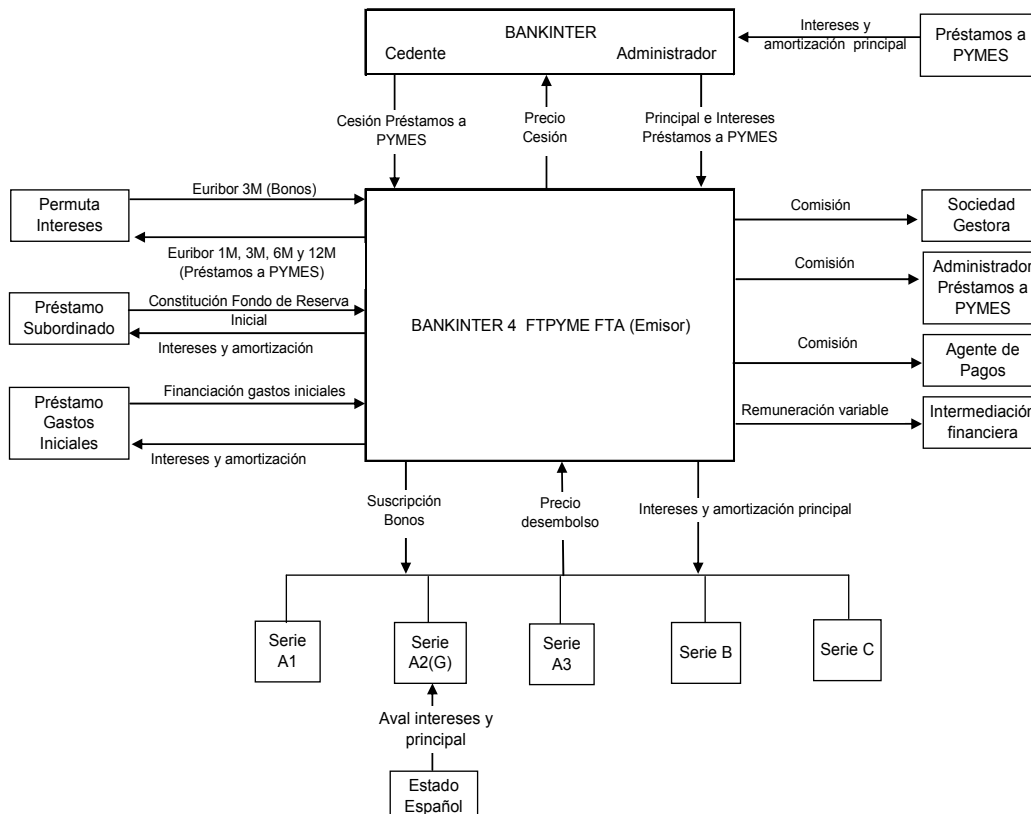 BANKINTER
Cedente
Administrador
Intereses y
amortización principal
Préstamos a
PYMES
Cesión Préstamos a
PYMES
Precio
Cesión
Principal e Intereses
Préstamos a PYMES
Permuta
Intereses
Euribor 3M (Bonos)
Euribor 1M, 3M, 6M y 12M
(Préstamos a PYMES)
Préstamo
Subordinado
Constitución Fondo de Reserva
Inicial
Intereses y amortización
Préstamo
Gastos
Iniciales
Financiación gastos iniciales
Intereses y amortización
BANKINTER 4 FTPYME FTA (Emisor)
Comisión
Sociedad
Gestora
Comisión
Administrador
Préstamos a
PYMES
Comisión
Agente de
Pagos
Remuneración variable
Intermediación
financiera
Suscripción
Bonos
Precio
desembolso
Intereses y amortización principal
Serie
A1
Serie
A2(G)
Serie
A3
Serie B
Serie C
Aval intereses y
principal
Estado
Español